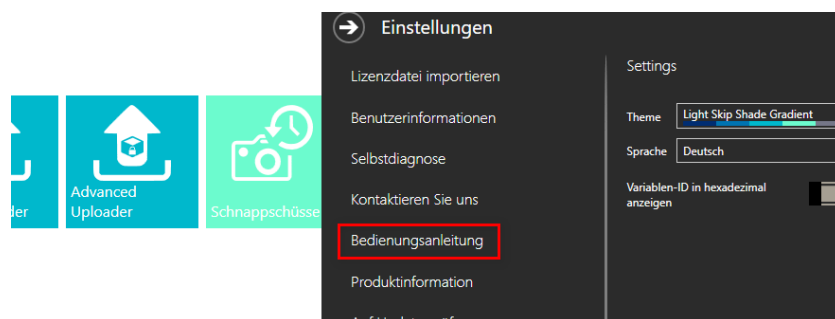 Einstellungen
Lizenzdatei importieren
Benutzerinformationen
Selbstdiagnose
Kontaktieren Sie uns
Bedienungsanleitung
Produktinformation
Settings
Theme Light Skip Shade Gradient
Sprache Deutsch
Variablen-ID in hexadezimal
anzeigen
Advanced
Uploader
Schnappschüsse